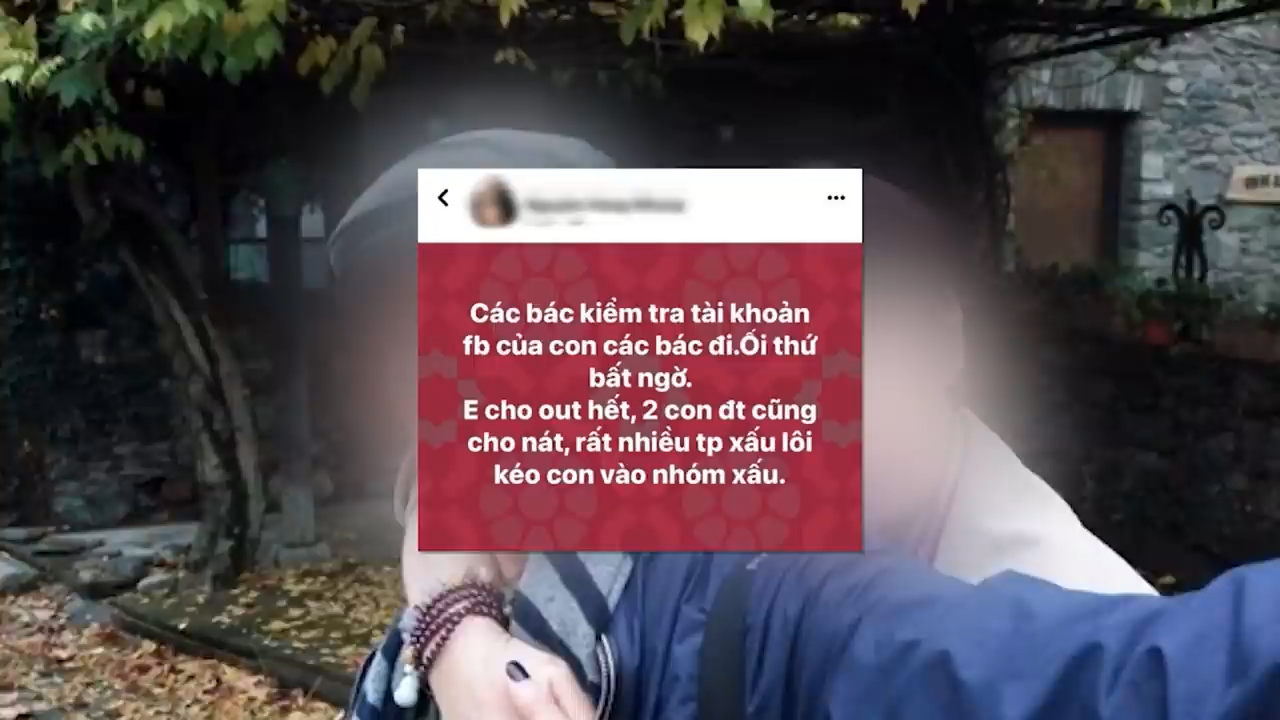 Các bác kiểm tra tài khoản
fb của con các bác đi.Ối thứ
bất ngờ.
E cho out hết, 2 con đt cũng
cho nát, rất nhiều tp xấu lôi
kéo con vào nhóm xấu.